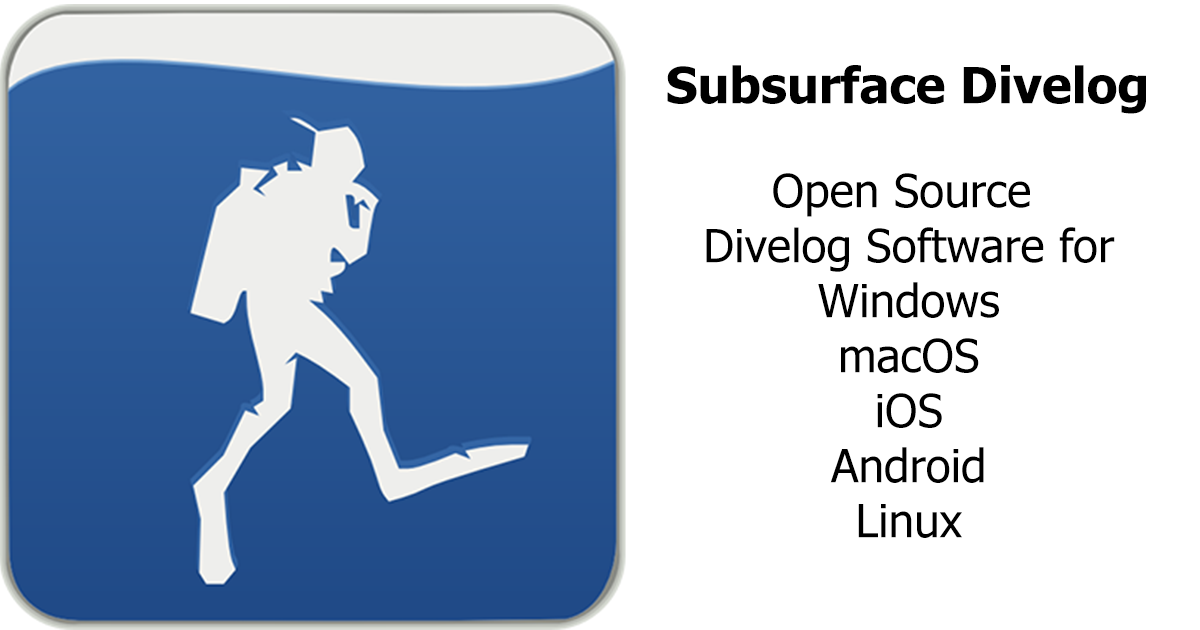 Subsurface Divelog
Open Source
Divelog Software for
Windows
macOS
iOS
Android
Linux